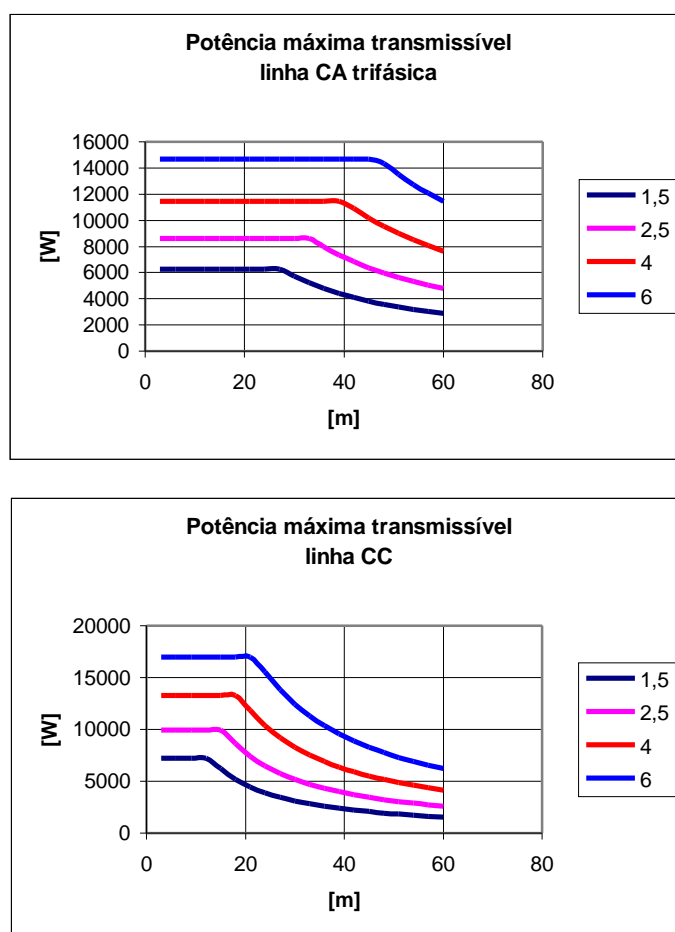 Potência máxima transmissível
linha CA trifásica
16000
14000
12000
10000
8000
6000
4000
2000
0
[W]
0 20 40 60 80
[m]
1,5
2,5
4
6
Potência máxima transmissível
linha CC
20000
15000
10000
5000
0
[W]
0 20 40 60 80
[m]
1,5
2,5
4
6